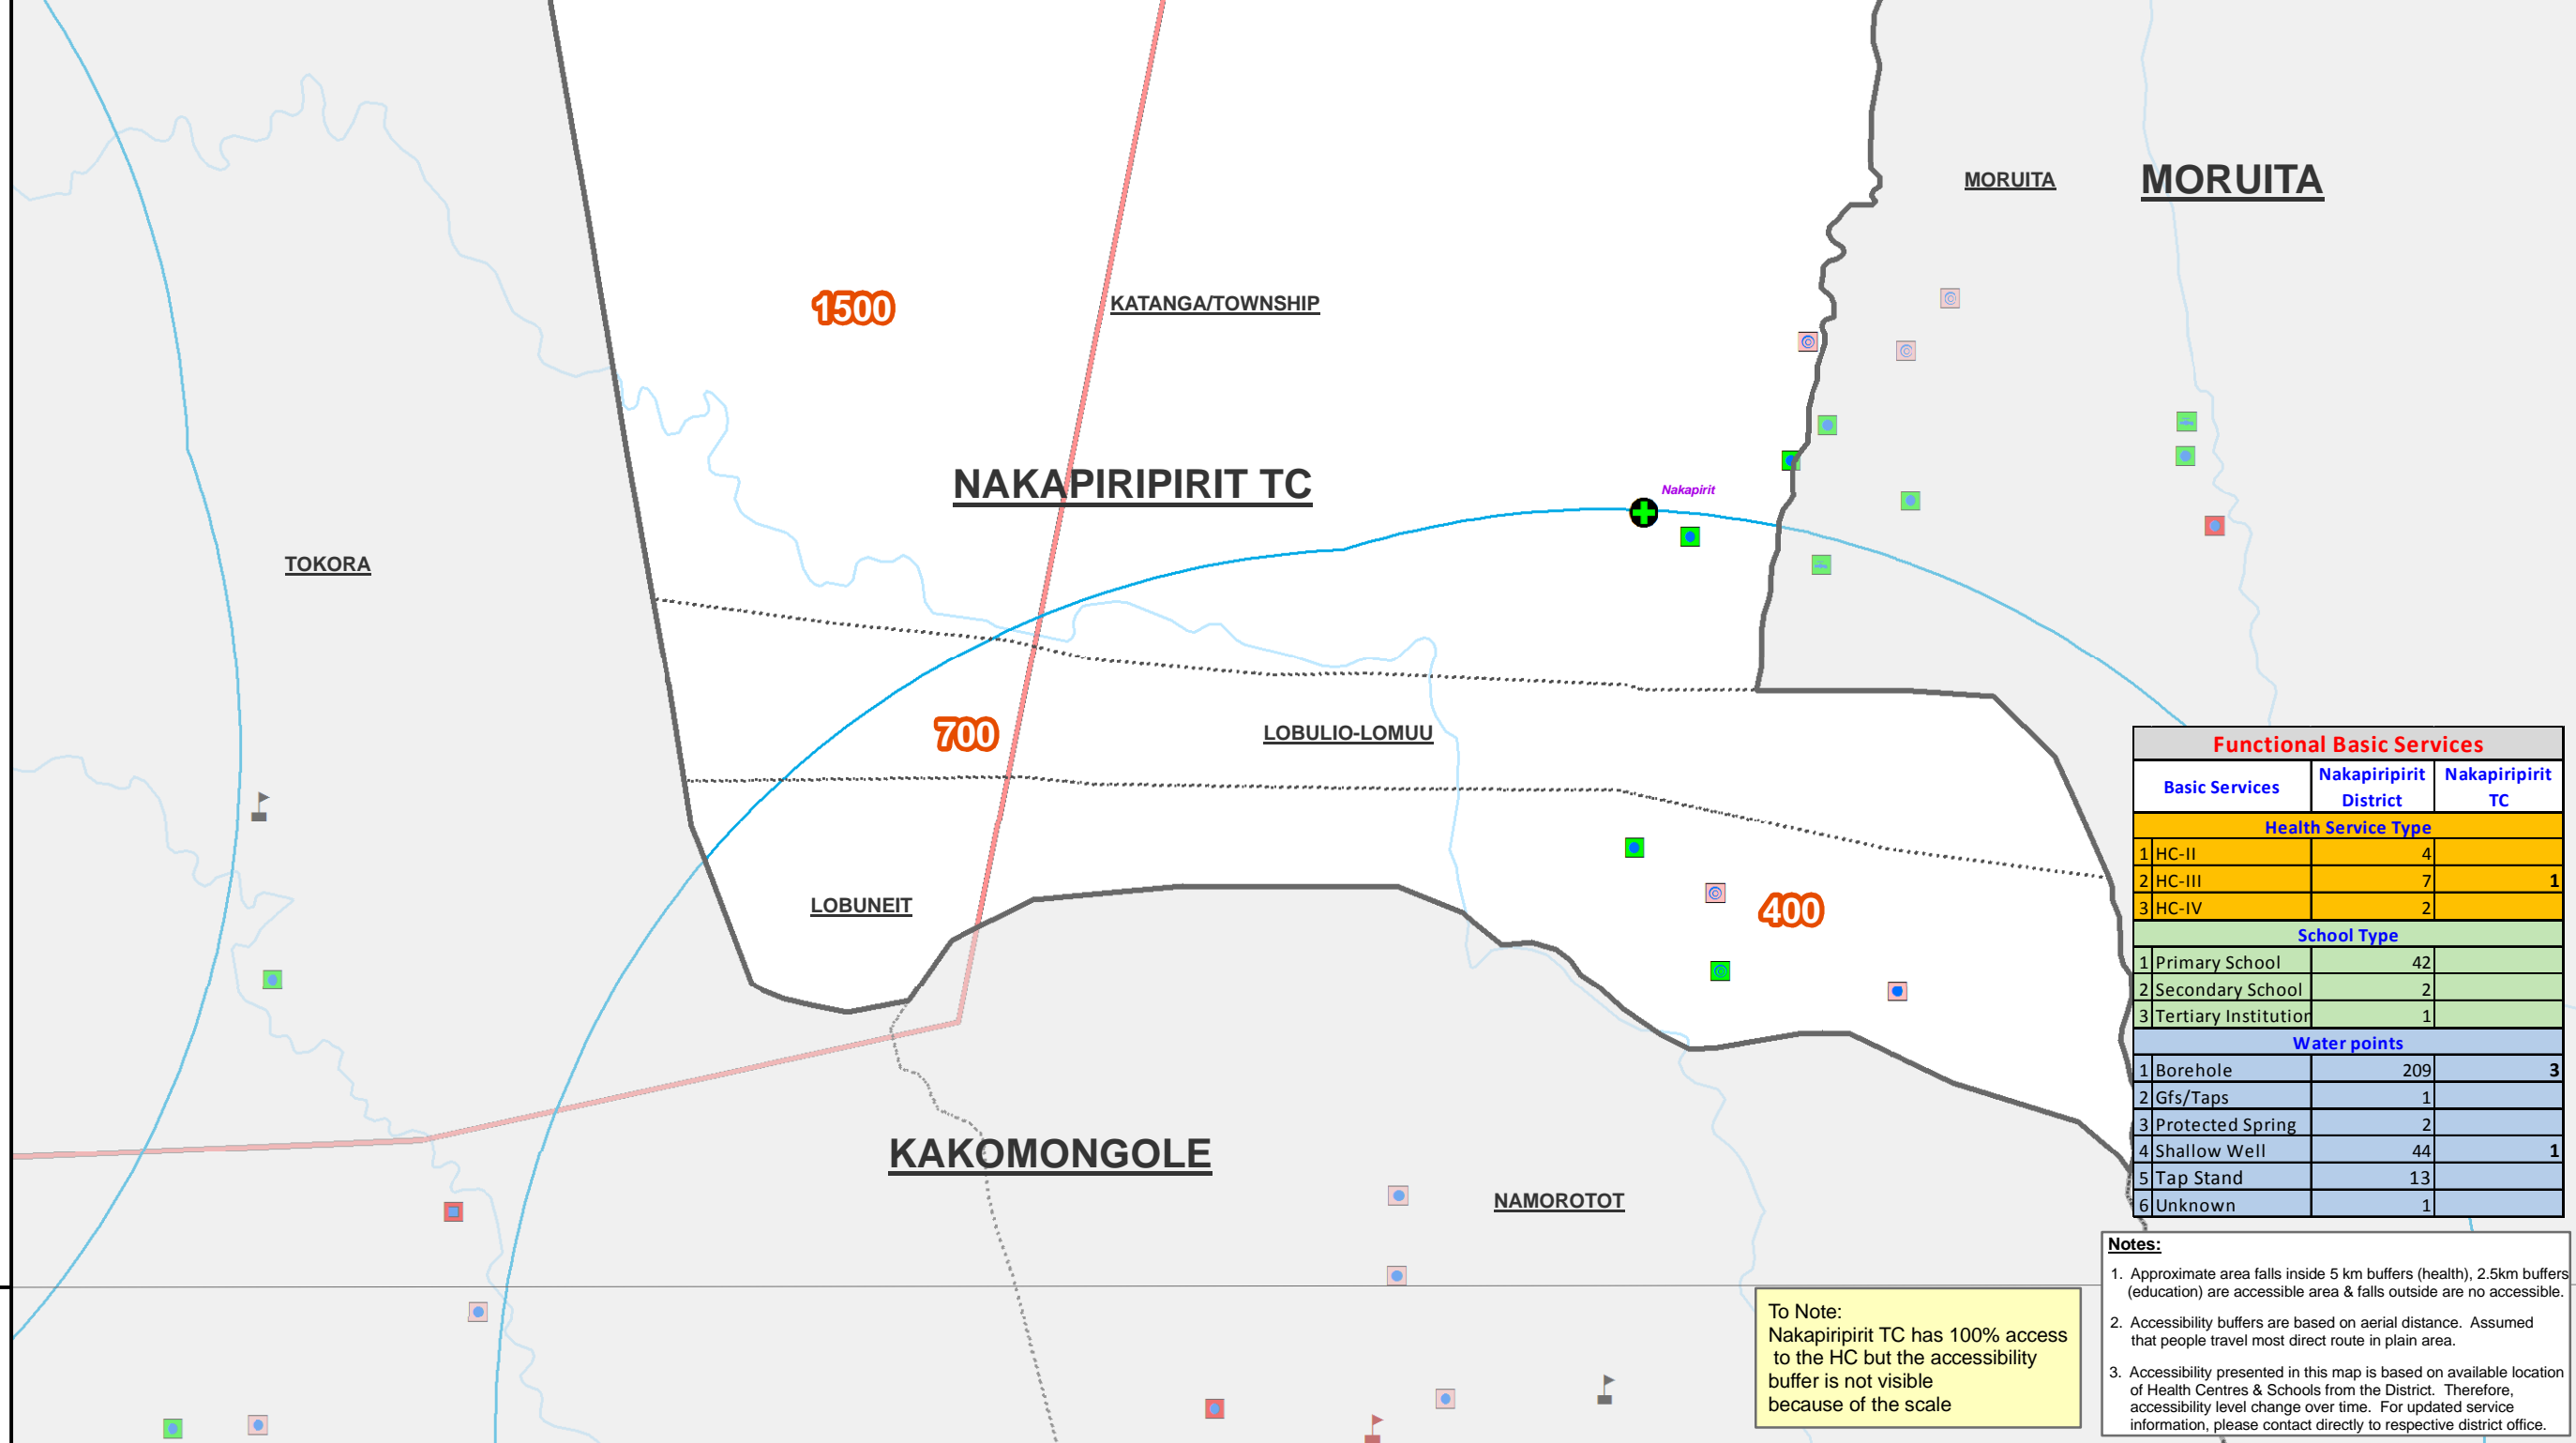 MORUITA
MORUITA
1500
KATANGA/TOWNSHIP
NAKAPIRIPIRIT TC
Nakapirit
TOKORA
700
LOBULIO-LOMUU
LOBUNEIT
400
KAKOMONGOLE
NAMOROTOT
Functional Basic Services
Basic Services Nakapiripirit District Nakapiripirit TC
Health Service Type
1 HC-II 4
2 HC-III 7 1
3 HC-IV 2
School Type
1 Primary School 42
2 Secondary School 2
3 Tertiary Institution 1
Water points
1 Borehole 209 3
2 Gfs/Taps 1
3 Protected Spring 2
4 Shallow Well 44 1
5 Tap Stand 13
6 Unknown 1
To Note:
Nakapiripirit TC has 100% access
to the HC but the accessibility
buffer is not visible
because of the scale
Notes:
1. Approximate area falls inside 5 km buffers (health), 2.5km buffers
(education) are accessible area & falls outside are no accessible.
2. Accessibility buffers are based on aerial distance. Assumed
that people travel most direct route in plain area.
3. Accessibility presented in this map is based on available location
of Health Centres & Schools from the District. Therefore,
accessibility level change over time. For updated service
information, please contact directly to respective district office.